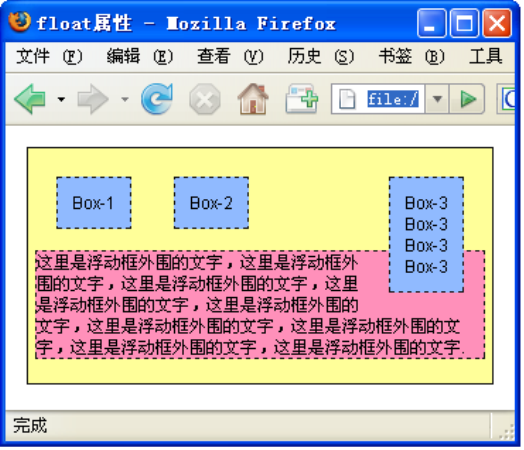 float属性 - Mozilla Firefox
文件 (F) 编辑 (E) 查看 (V) 历史 (S) 书签 (B) 工具
file:/
Box-1 Box-2 Box-3
Box-3
Box-3
Box-3
这里是浮动框外围的文字，这里是浮动框外
围的文字，这里是浮动框外围的文字，这里
是浮动框外围的文字，这里是浮动框外围的
文字，这里是浮动框外围的文字，这里是浮动框外围的文
字，这里是浮动框外围的文字，这里是浮动框外围的文字.
完成